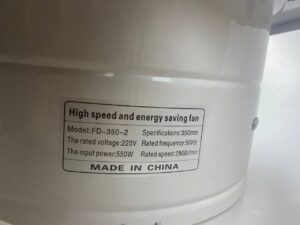 High speed and energy saving fan
Model:FD-350-2 Specifications:350mm
The rated voltage:220V Rated frequency:50Hz
The input power:550W Rated speed:2800r/min
MADE IN CHINA